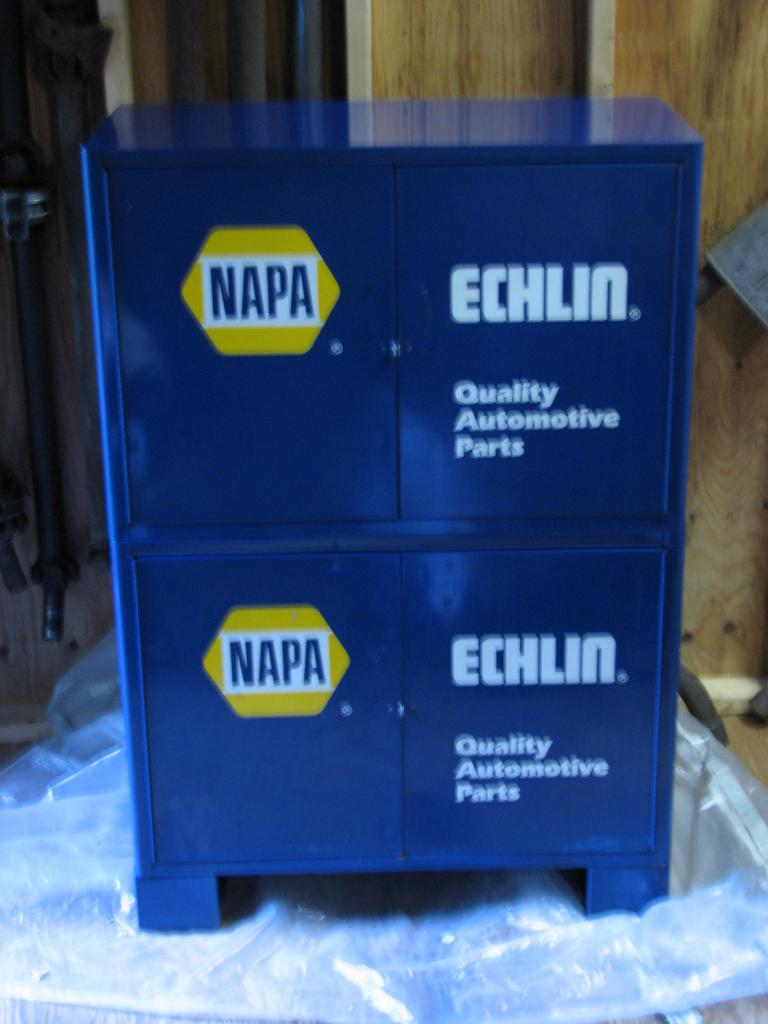 NAPA ®
ECHLIN®
Quality
Automotive
Parts
NAPA ®
ECHLIN®
Quality
Automotive
Parts